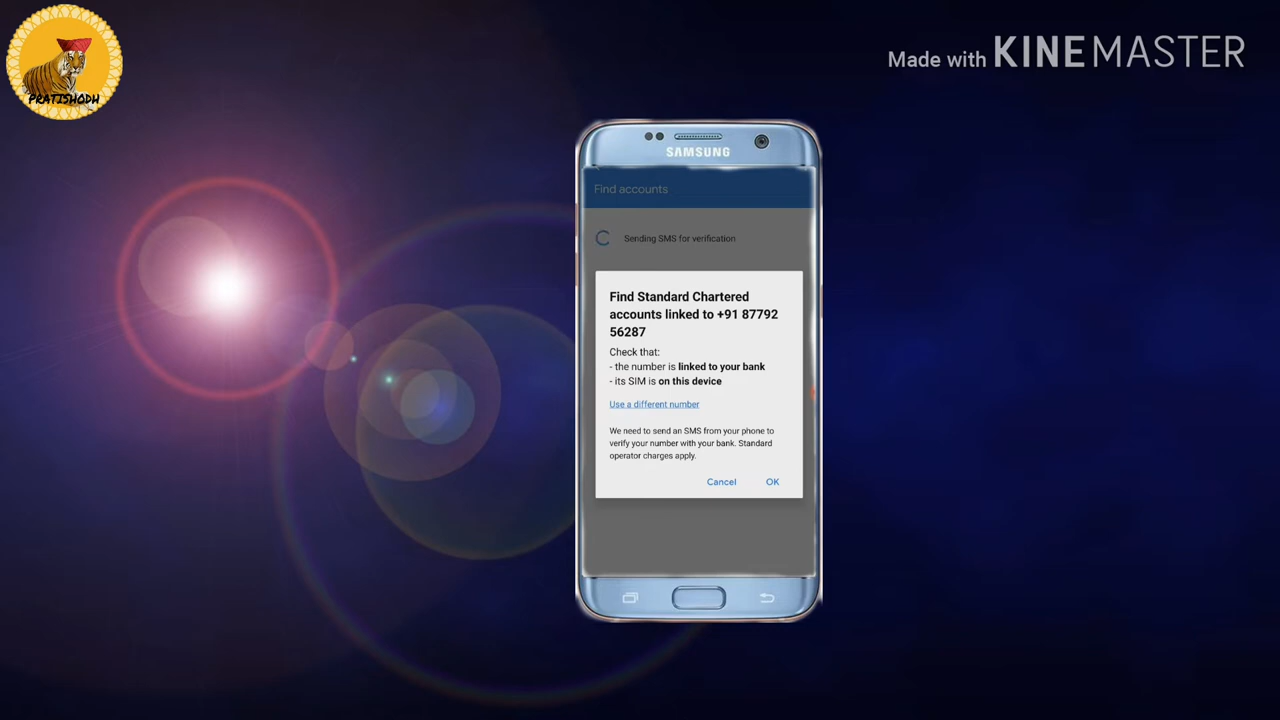 PRATISHODH
Made with KINEMASTER
SAMSUNG
Find accounts
Sending SMS for verification
Find Standard Chartered
accounts linked to +91 87792
56287
Check that:
- the number is linked to your bank
- its SIM is on this device
Use a different number
We need to send an SMS from your phone to
verify your number with your bank. Standard
operator charges apply.
Cancel OK